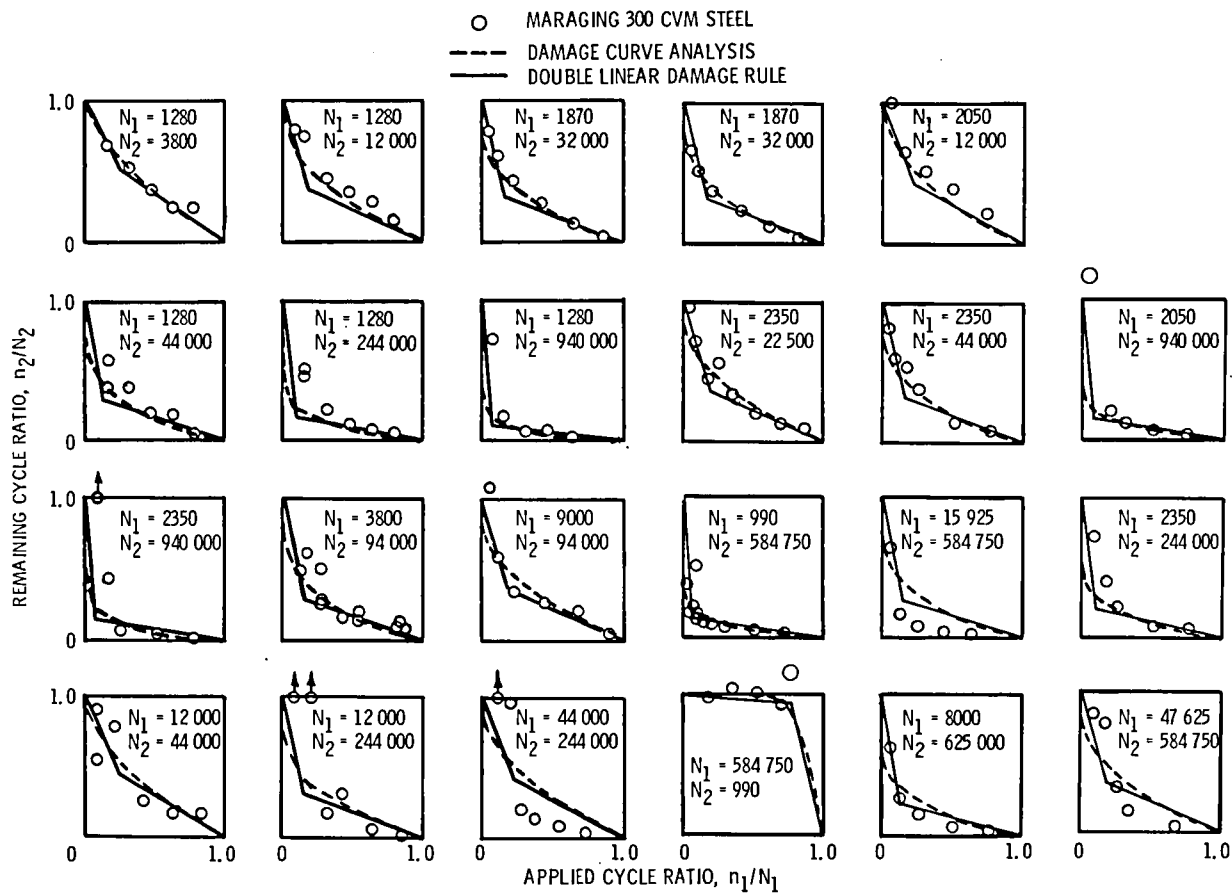 MARAGING 300 CVM STEEL
DAMAGE CURVE ANALYSIS
DOUBLE LINEAR DAMAGE RULE
REMAINING CYCLE RATIO, n2/N2
1.0
0
N1 = 1280
N2 = 3800
N1 = 1280
N2 = 12 000
N1 = 1870
N2 = 32 000
N1 = 1870
N2 = 32 000
N1 = 2050
N2 = 12 000
1.0
0
N1 = 1280
N2 = 44 000
N1 = 1280
N2 = 244 000
N1 = 1280
N2 = 940 000
N1 = 2350
N2 = 22 500
N1 = 2350
N2 = 44 000
N1 = 2050
N2 = 940 000
1.0
0
N1 = 2350
N2 = 940 000
N1 = 3800
N2 = 94 000
N1 = 9000
N2 = 94 000
N1 = 990
N2 = 584 750
N1 = 15 925
N2 = 584 750
N1 = 2350
N2 = 244 000
1.0
N1 = 12 000
N2 = 44 000
N1 = 12 000
N2 = 244 000
N1 = 44 000
N2 = 244 000
N1 = 584 750
N2 = 990
N1 = 8000
N2 = 625 000
N1 = 47 625
N2 = 584 750
0 1.0 0 1.0 0 1.0 0 1.0 0 1.0 0 1.0
APPLIED CYCLE RATIO, n1/N1